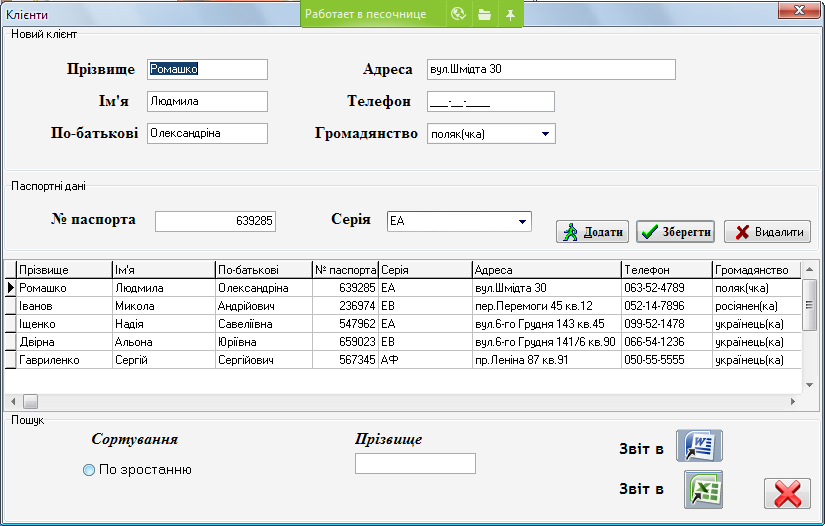 Клієнти
Работает в песочнице
Новий клієнт
Прізвище Ромашко Адреса вул.Шмідта 30
Ім'я Людмила Телефон ___-__-____
По-батькові Олександріна Громадянство поляк(чка)
Паспортні дані
№ паспорта 639285 Серія ЕА
Додати Зберегти Видалити
Прізвище Ім'я По-батькові № паспорта Серія Адреса Телефон Громадянство
Ромашко Людмила Олександріна 639285 ЕА вул.Шмідта 30 063-52-4789 поляк(чка)
Іванов Микола Андрійович 236974 ЕВ пер.Перемоги 45 кв.12 052-14-7896 росіянен(ка)
Іщенко Надія Савеліївна 547962 ЕА вул.6-го Грудня 143 кв.45 099-52-1478 українець(ка)
Двірна Альона Юріївна 659023 ЕВ вул.6-го Грудня 141/6 кв.90 066-54-1236 українець(ка)
Гавриленко Сергій Сергійович 567345 АФ пр.Леніна 87 кв.91 050-55-5555 українець(ка)
Пошук
Сортування Прізвище
По зростанню
Звіт в
Звіт в